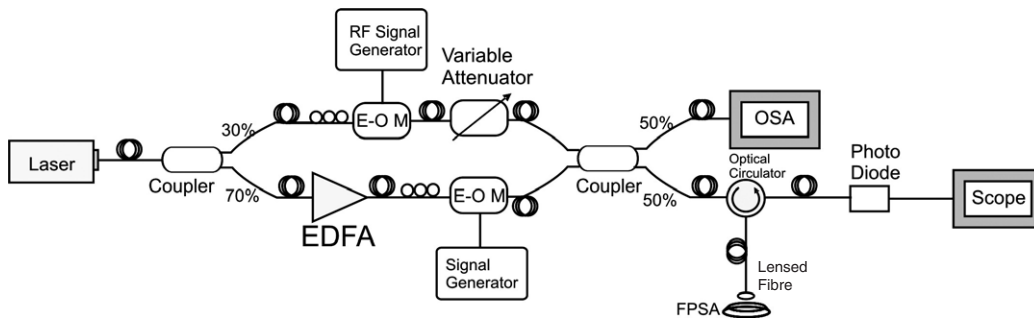 RF Signal
Generator
Variable
Attenuator
E-O M
30%
50%
OSA
Laser
Coupler
Coupler
Optical
Circulator
Photo
Diode
70%
E-O M
50%
Scope
EDFA
Signal
Generator
Lensed
Fibre
FPSA